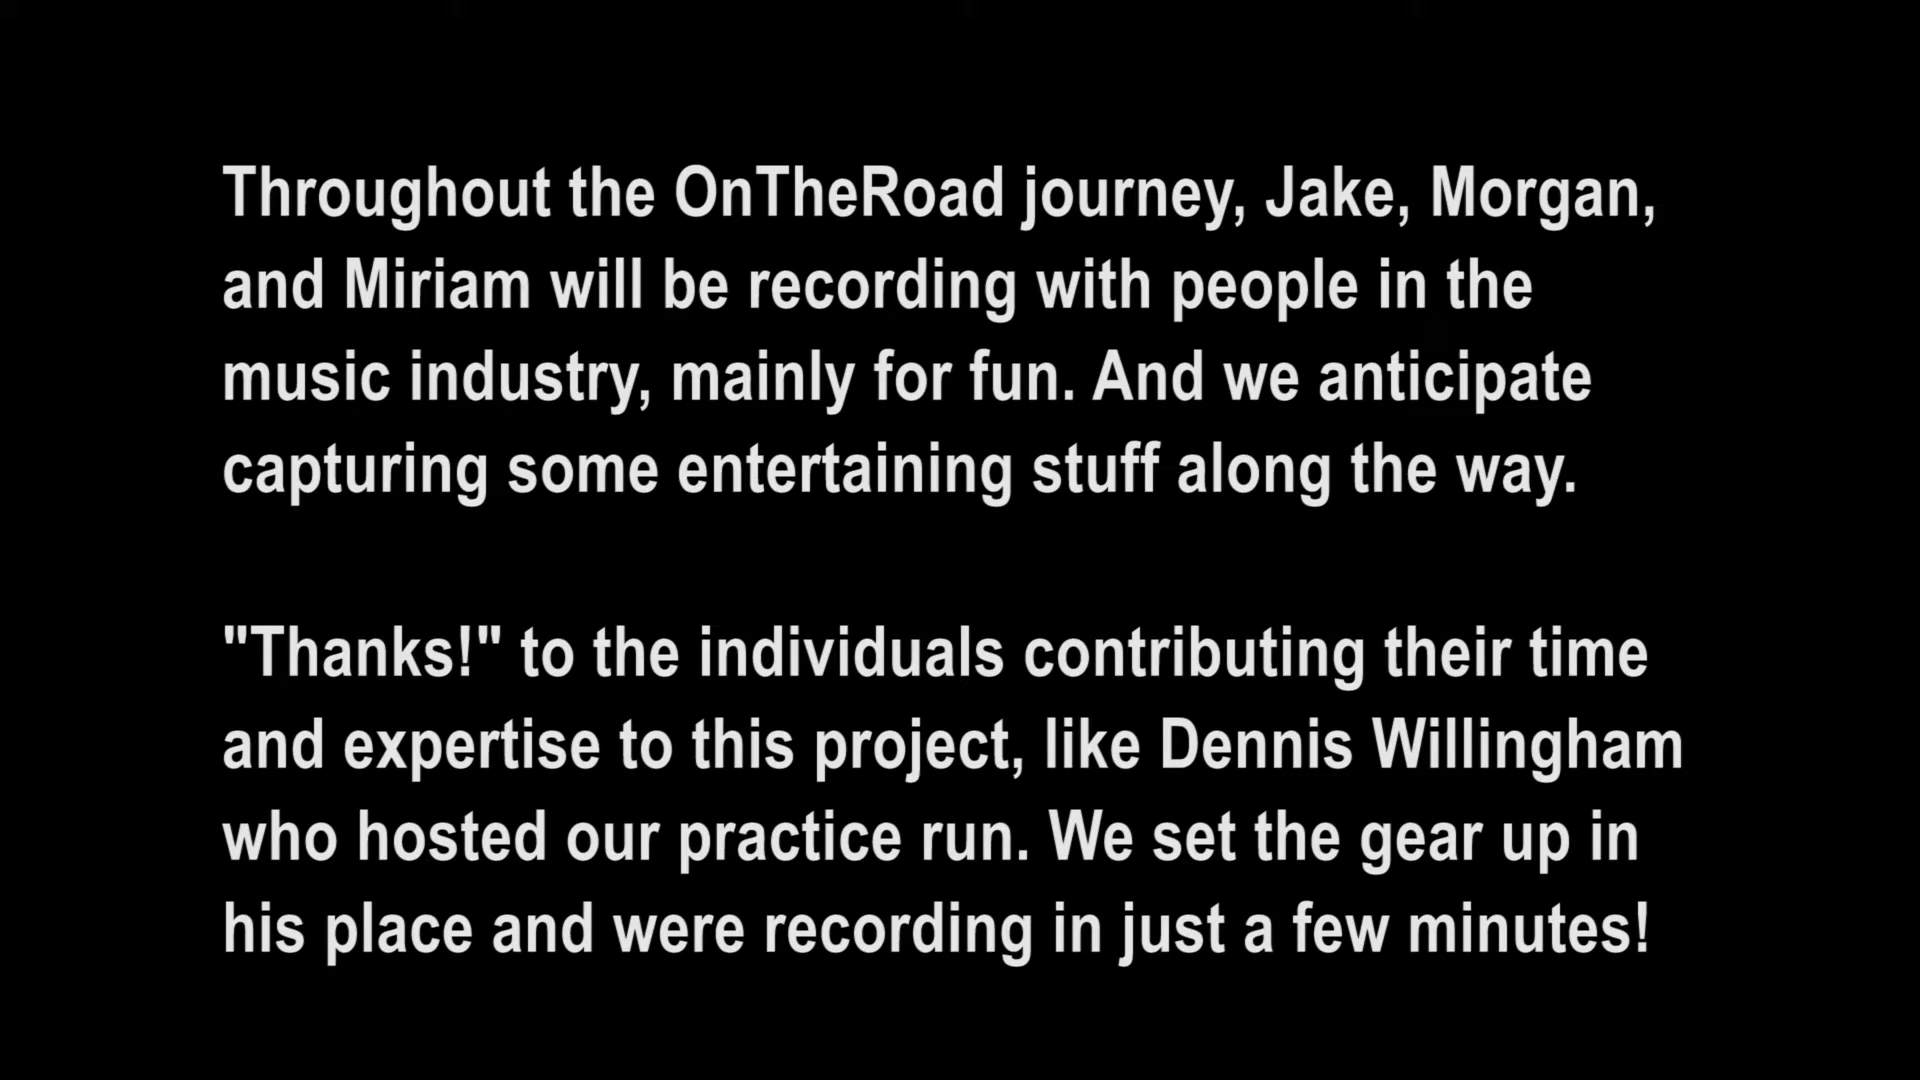 Throughout the OnTheRoad journey, Jake, Morgan,
and Miriam will be recording with people in the
music industry, mainly for fun. And we anticipate
capturing some entertaining stuff along the way.
"Thanks!" to the individuals contributing their time
and expertise to this project, like Dennis Willingham
who hosted our practice run. We set the gear up in
his place and were recording in just a few minutes!